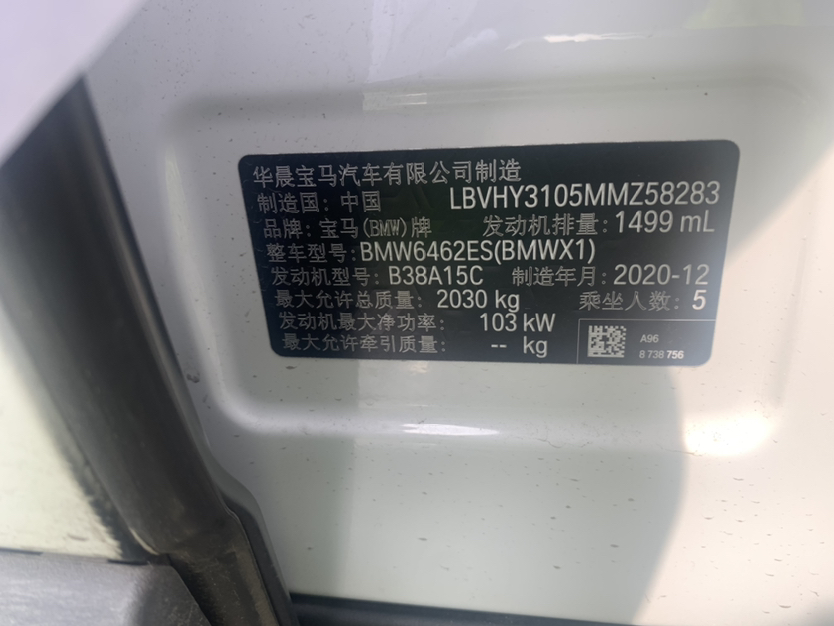 华晨宝马汽车有限公司制造
制造国：中国 LBVHY3105MMZ58283
品牌：宝马(BMW)牌 发动机排量：1499 mL
整车型号：BMW6462ES(BMWX1)
发动机型号：B38A15C 制造年月：2020-12
最大允许总质量：2030 kg 乘坐人数：5
发动机最大净功率：103 kW
最大允许牵引质量：-- kg
A96
8 738 756